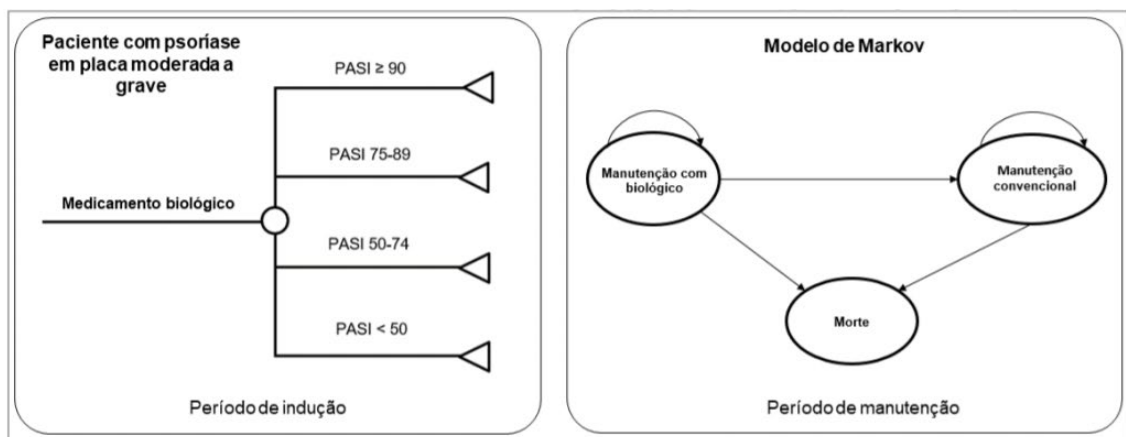 Paciente com psoríase
em placa moderada a
grave
PASI ≥ 90
PASI 75-89
Medicamento biológico
PASI 50-74
PASI < 50
Período de indução
Modelo de Markov
Manutenção com
biológico
Manutenção
convencional
Morte
Período de manutenção